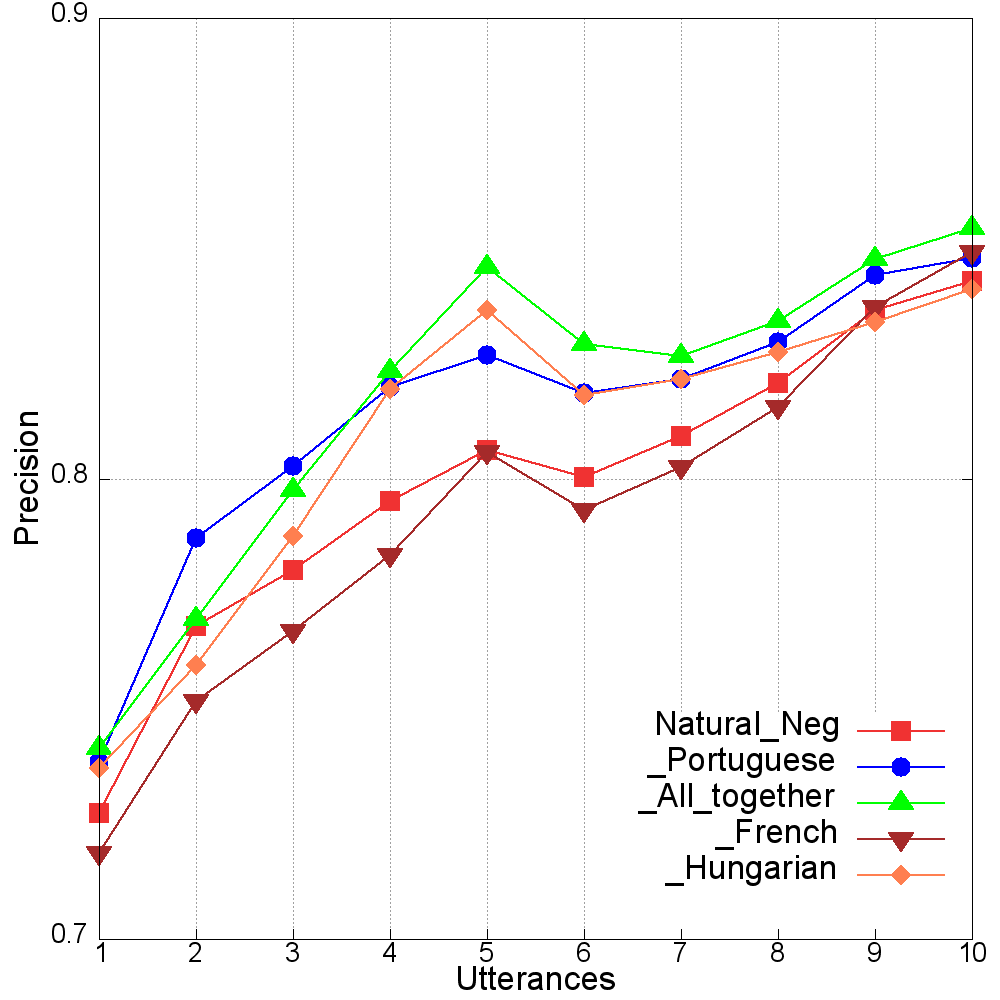 0.9
0.8
0.7
Precision
Natural_Neg
_Portuguese
_All_together
_French
_Hungarian
1 2 3 4 5 6 7 8 9 10
Utterances